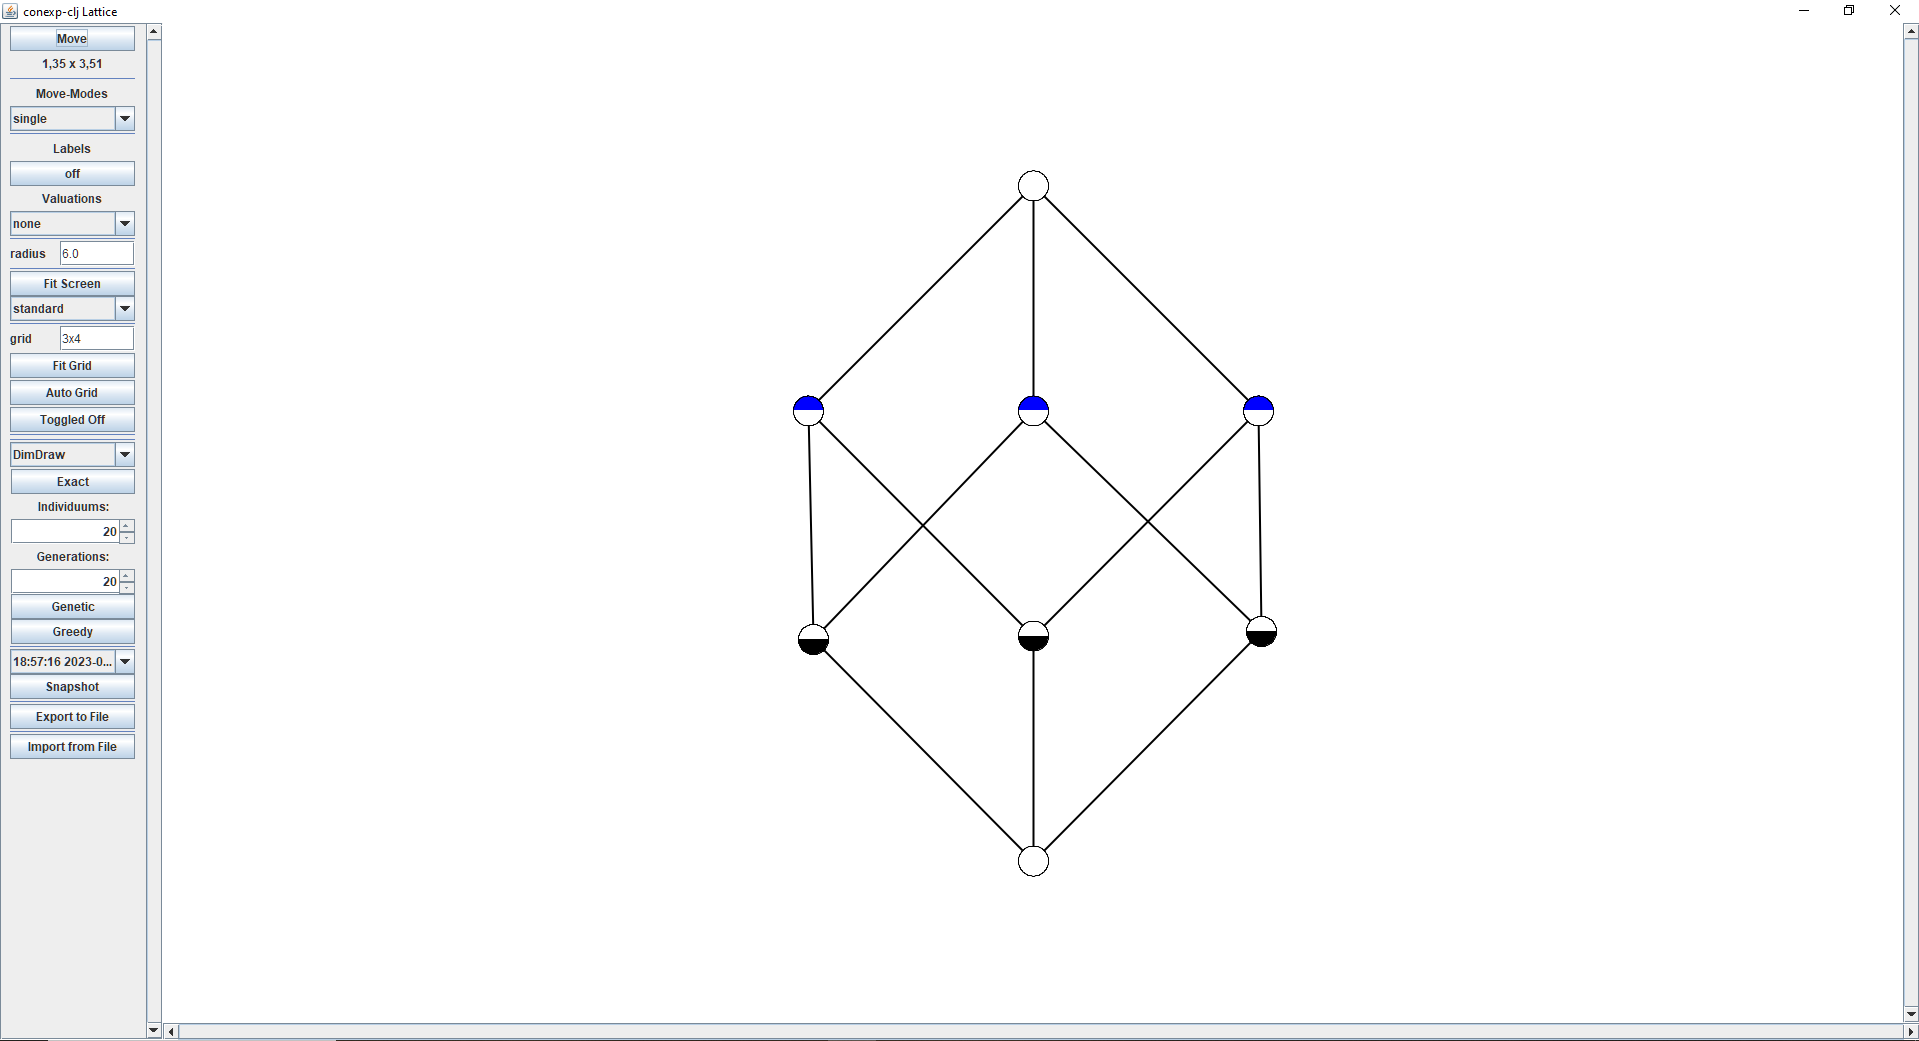 conexp-clj Lattice
Move
1,35 x 3,51
Move-Modes
single
Labels
off
Valuations
none
radius 6.0
Fit Screen
standard
grid 3x4
Fit Grid
Auto Grid
Toggled Off
DimDraw
Exact
Individuums:
20
Generations:
20
Genetic
Greedy
18:57:16 2023-0...
Snapshot
Export to File
Import from File